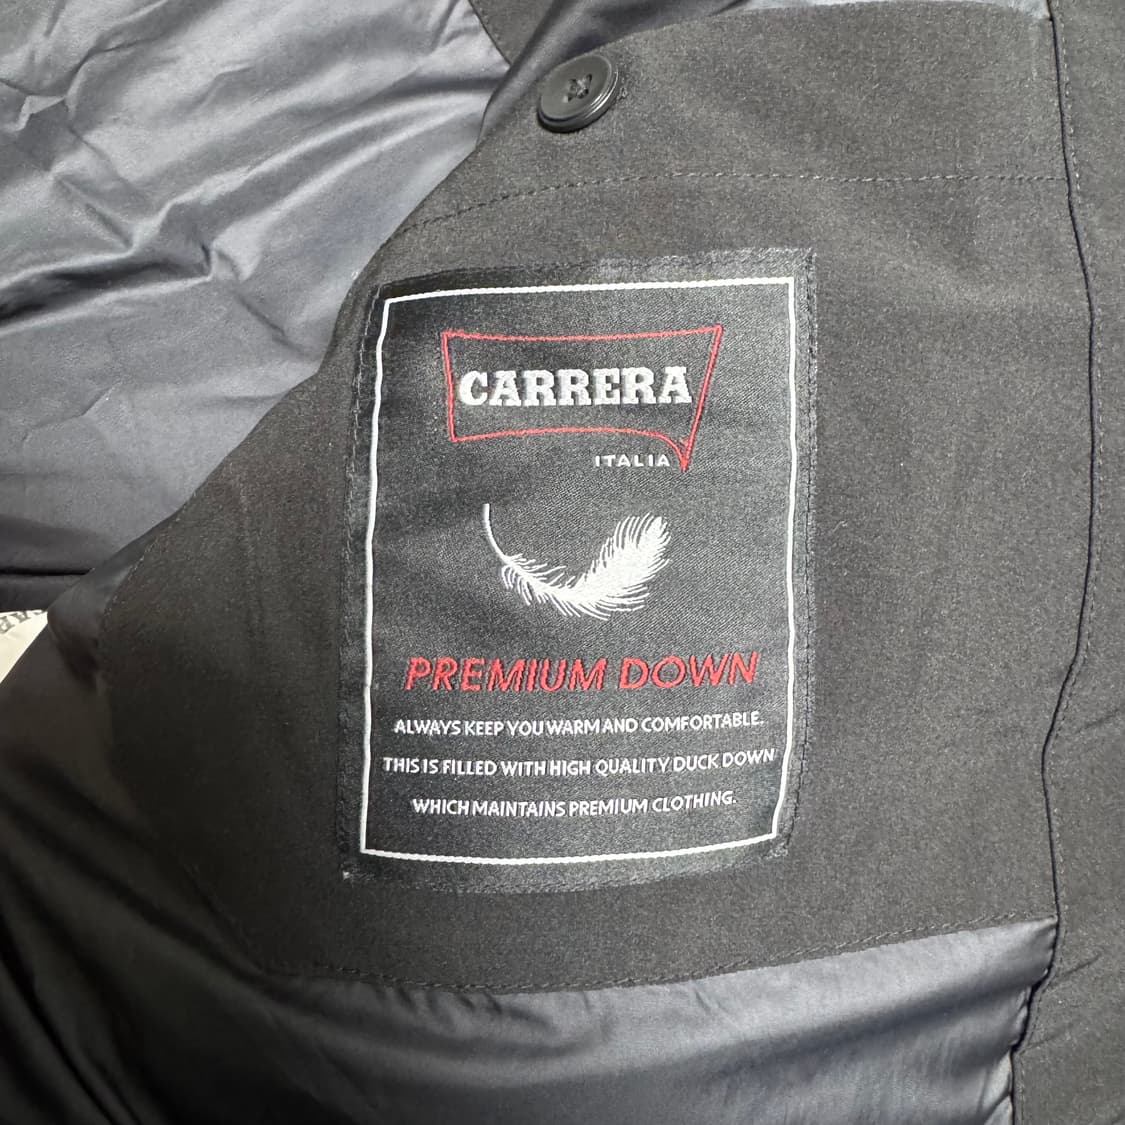 CARRERA
ITALIA
PREMIUM DOWN
ALWAYS KEEP YOU WARM AND COMFORTABLE.
THIS IS FILLED WITH HIGH QUALITY DUCK DOWN
WHICH MAINTAINS PREMIUM CLOTHING.